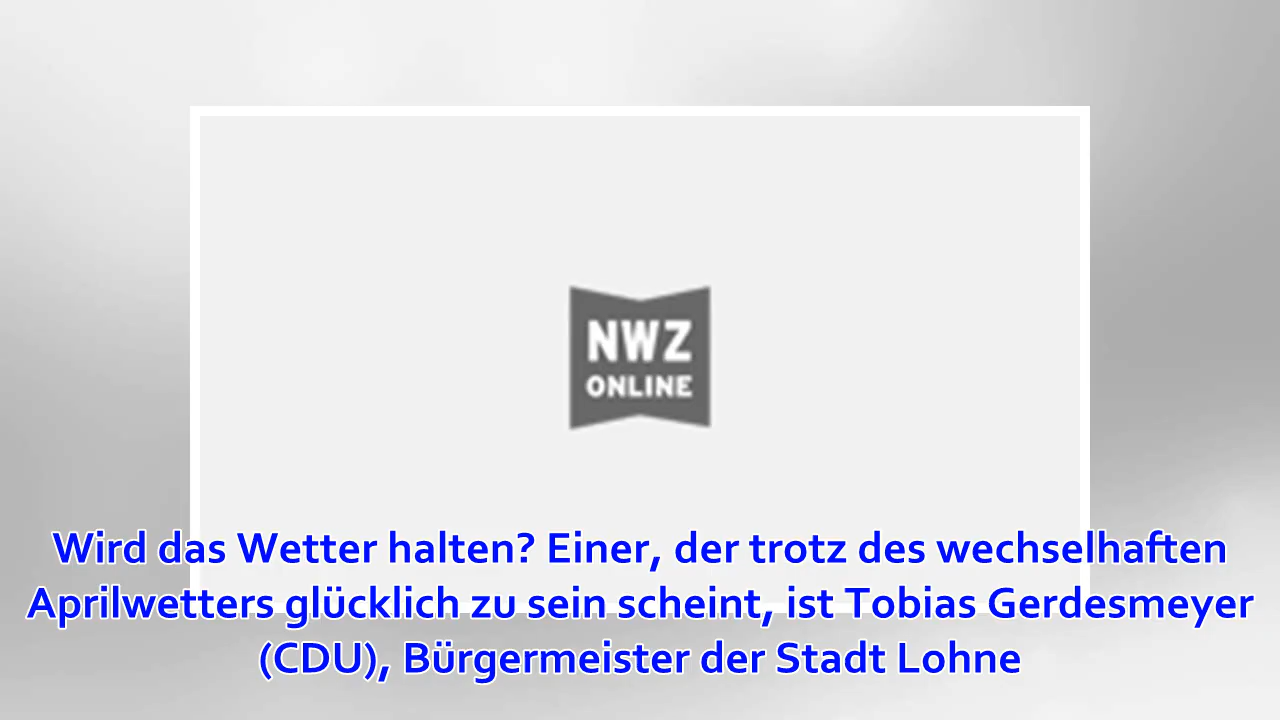 NWZ
ONLINE
Wird das Wetter halten? Einer, der trotz des wechselhaften
Aprilwetters glücklich zu sein scheint, ist Tobias Gerdesmeyer
(CDU), Bürgermeister der Stadt Lohne